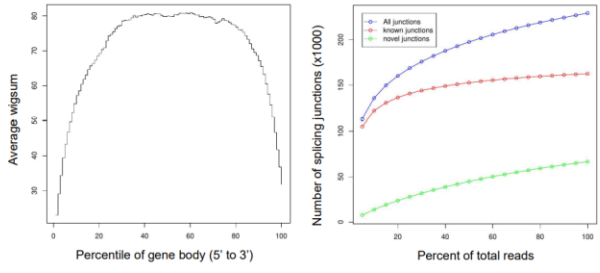 Average wigsum
80
70
60
50
40
30
0 20 40 60 80 100
Percentile of gene body (5' to 3')
Number of splicing junctions (x1000)
200
150
100
50
0
All junctions
known junctions
novel junctions
20 40 60 80 100
Percent of total reads